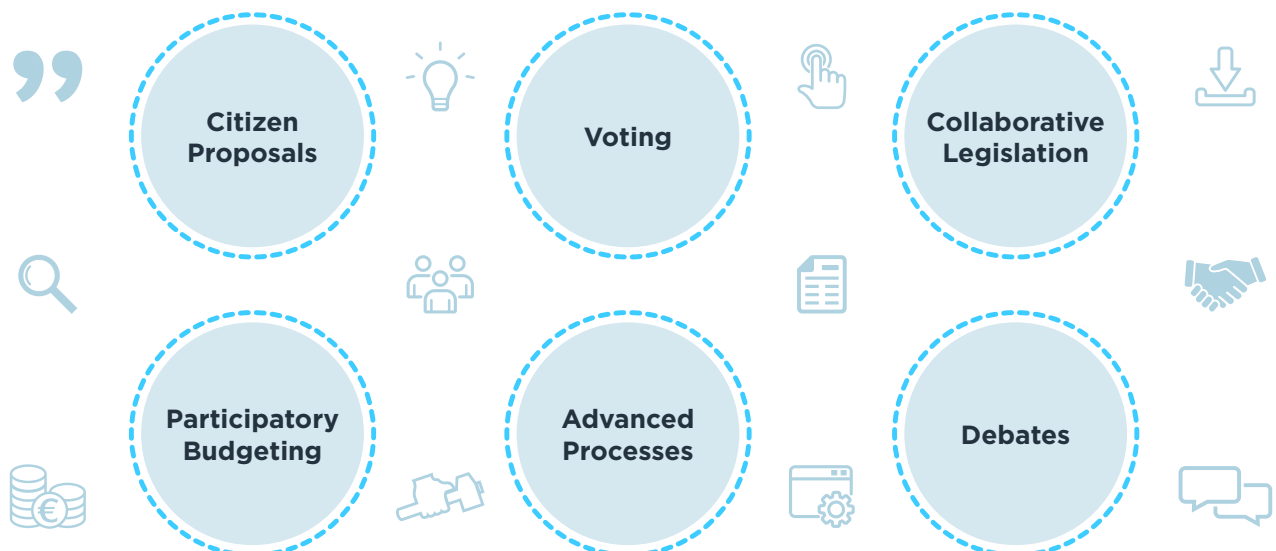 Citizen
Proposals
Voting
Collaborative
Legislation
Participatory
Budgeting
Advanced
Processes
Debates